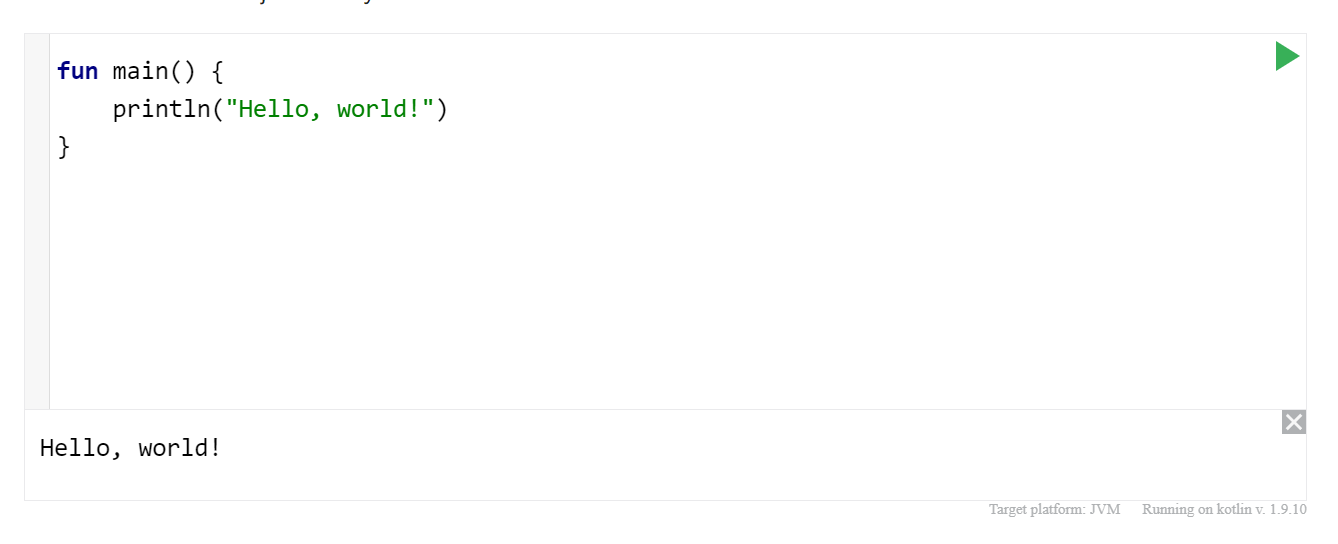 fun main() {
    println("Hello, world!")
}
Hello, world!
Target platform: JVM Running on kotlin v. 1.9.10